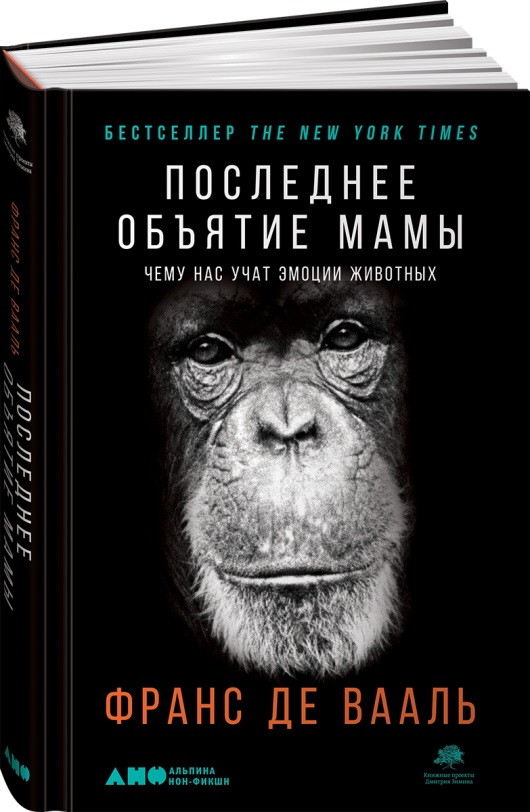 БЕСТСЕЛЛЕР THE NEW YORK TIMES
ПОСЛЕДНЕЕ
ОБЪЯТИЕ МАМЫ
ЧЕМУ НАС УЧАТ ЭМОЦИИ ЖИВОТНЫХ
ФРАНС ДЕ ВААЛЬ
АНФ АЛЬПИНА
НОН-ФИКШН
Книжные проекты
Дмитрия Зимина
ФРАНС ДЕ ВААЛЬ
ПОСЛЕДНЕЕ
ОБЪЯТИЕ МАМЫ